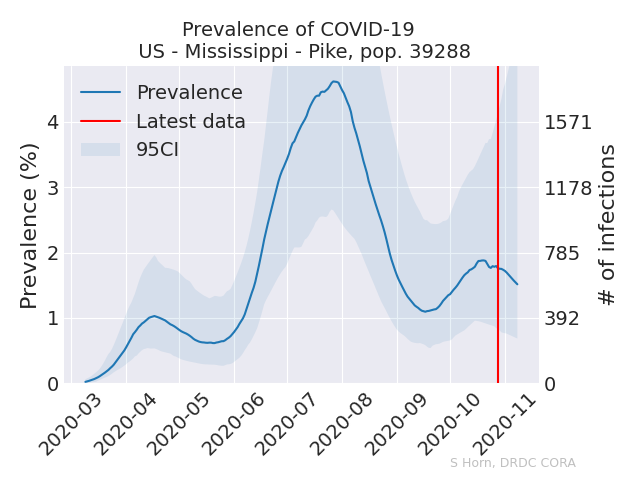 Prevalence of COVID-19
US - Mississippi - Pike, pop. 39288
Prevalence
Latest data
95CI
Prevalence (%)
4
3
2
1
0
1571
1178
785
392
0
# of infections
2020-03
2020-04
2020-05
2020-06
2020-07
2020-08
2020-09
2020-10
2020-11
S Horn, DRDC CORA